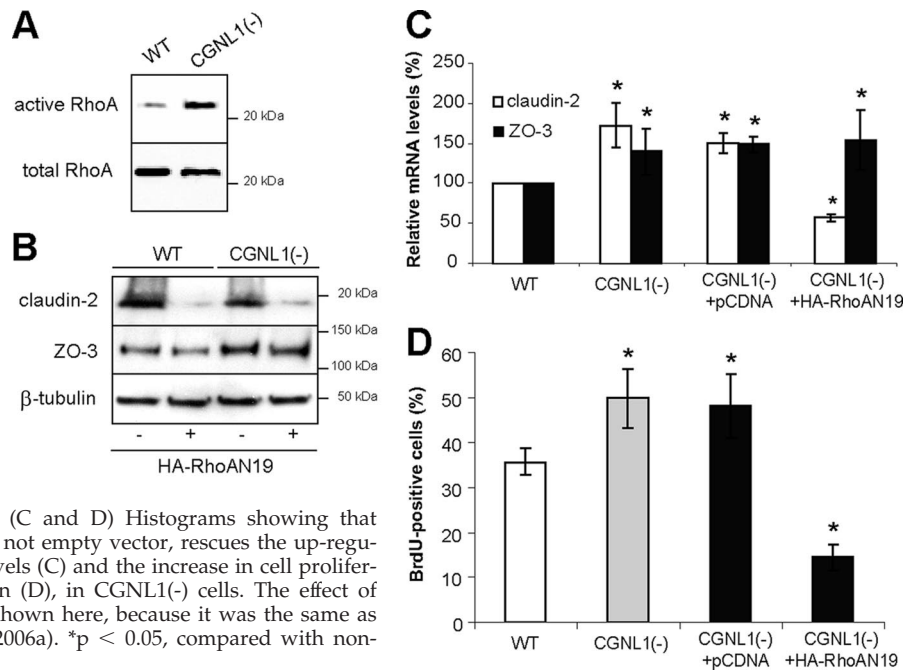 A
WT CGNL1(-)
active RhoA
20 kDa
total RhoA
20 kDa
B
WT CGNL1(-)
claudin-2
20 kDa
ZO-3
150 kDa
100 kDa
β-tubulin
50 kDa
- + - +
HA-RhoAN19
(C and D) Histograms showing that
not empty vector, rescues the up-regu-
vels (C) and the increase in cell prolifer-
n (D), in CGNL1(-) cells. The effect of
hown here, because it was the same as
2006a). *p < 0.05, compared with non-
C
Relative mRNA levels (%)
250
200
150
100
50
0
claudin-2
ZO-3
* * * * * *
WT
CGNL1(-)
CGNL1(-)
+pCDNA
CGNL1(-)
+HA-RhoAN19
D
BrdU-positive cells (%)
60
50
40
30
20
10
0
* * *
WT
CGNL1(-)
CGNL1(-)
+pCDNA
CGNL1(-)
+HA-RhoAN19